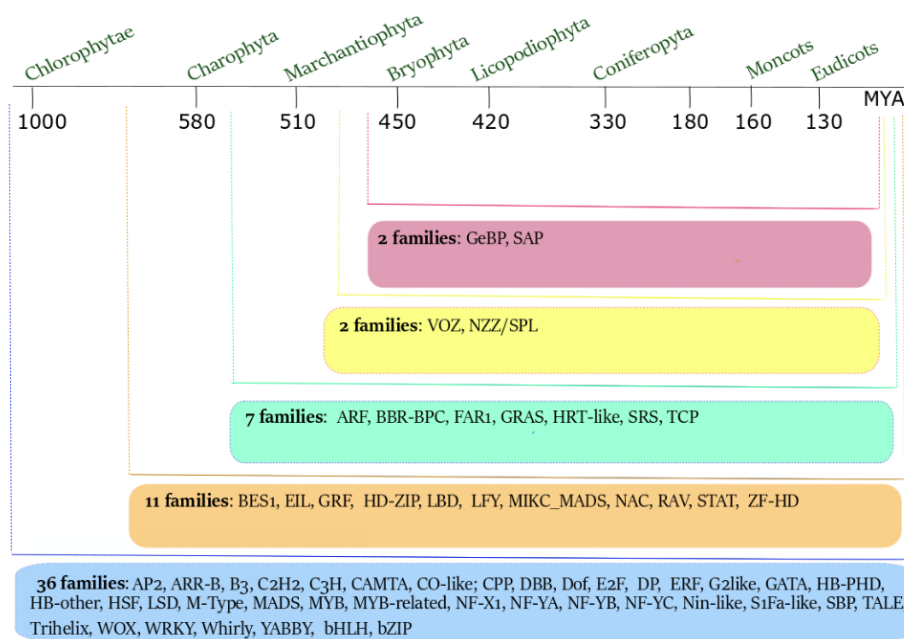 Chlorophytae
Charophyta
Marchantiophyta
Bryophyta
Licopodiophyta
Coniferopyta
Moncots
Eudicots
MYA
1000 580 510 450 420 330 180 160 130
2 families: GeBP, SAP
2 families: VOZ, NZZ/SPL
7 families: ARF, BBR-BPC, FAR1, GRAS, HRT-like, SRS, TCP
11 families: BES1, EIL, GRF, HD-ZIP, LBD, LFY, MIKC_MADS, NAC, RAV, STAT, ZF-HD
36 families: AP2, ARR-B, B3, C2H2, C3H, CAMTA, CO-like; CPP, DBB, Dof, E2F, DP, ERF, G2like, GATA, HB-PHD,
HB-other, HSF, LSD, M-Type, MADS, MYB, MYB-related, NF-X1, NF-YA, NF-YB, NF-YC, Nin-like, S1Fa-like, SBP, TALE,
Trihelix, WOX, WRKY, Whirly, YABBY, bHLH, bZIP